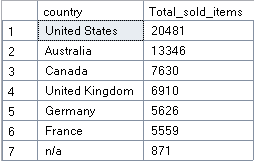 country Total_sold_items
1 United States 20481
2 Australia 13346
3 Canada 7630
4 United Kingdom 6910
5 Germany 5626
6 France 5559
7 n/a 871